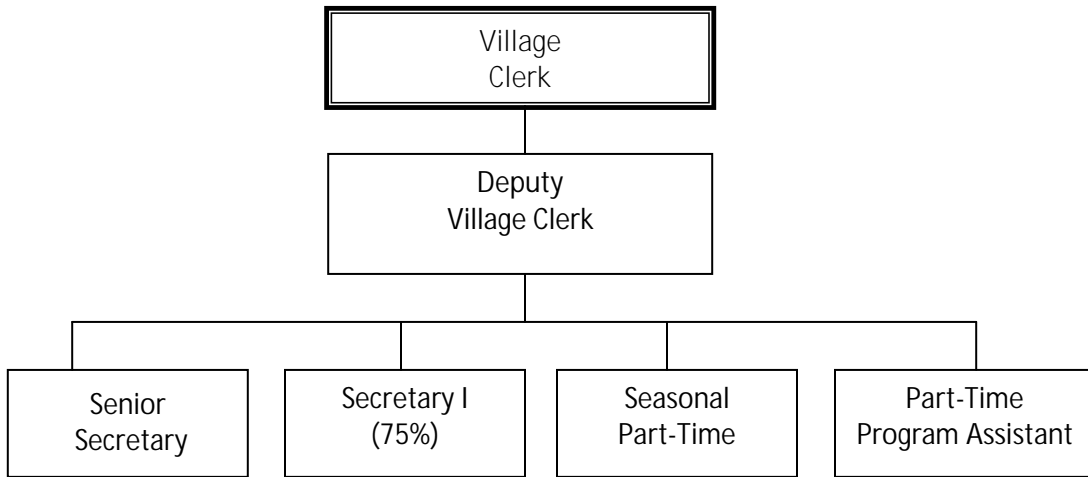 Village
Clerk
Deputy
Village Clerk
Senior
Secretary
Secretary I
(75%)
Seasonal
Part-Time
Part-Time
Program Assistant